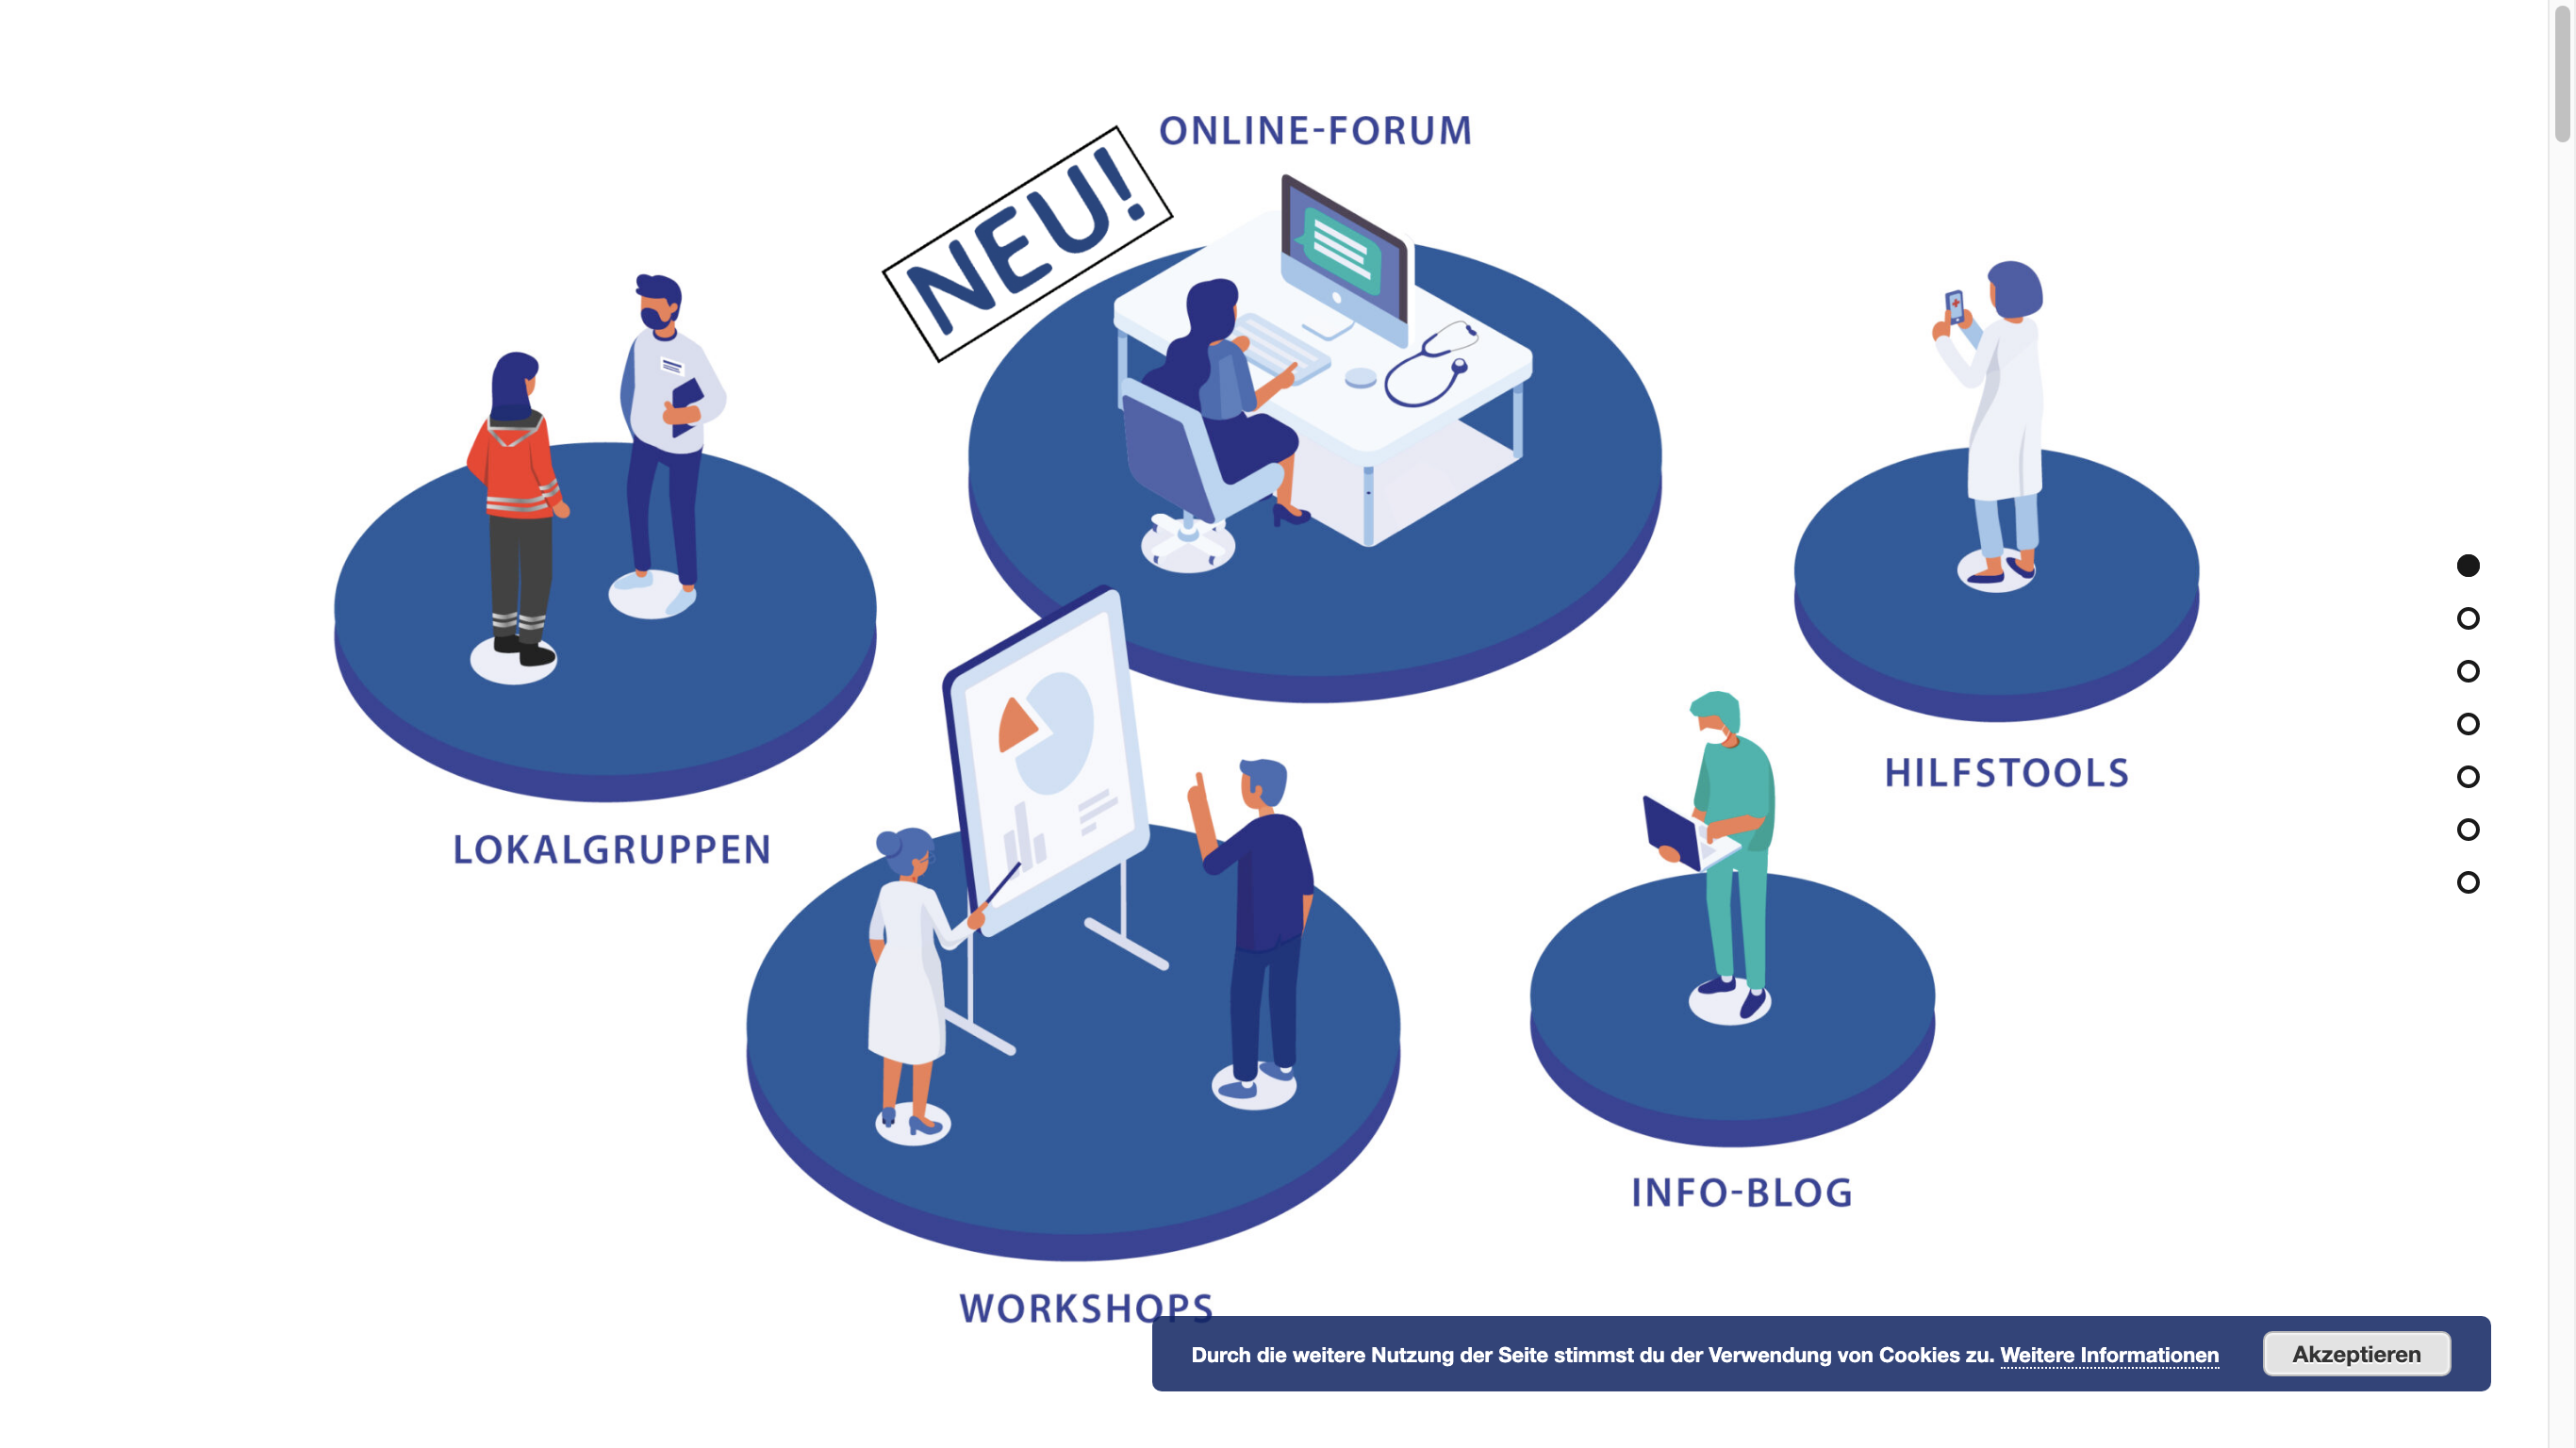 ONLINE-FORUM
NEU!
HILFSTOOLS
LOKALGRUPPEN
INFO-BLOG
WORKSHOPS
Durch die weitere Nutzung der Seite stimmst du der Verwendung von Cookies zu. Weitere Informationen
Akzeptieren